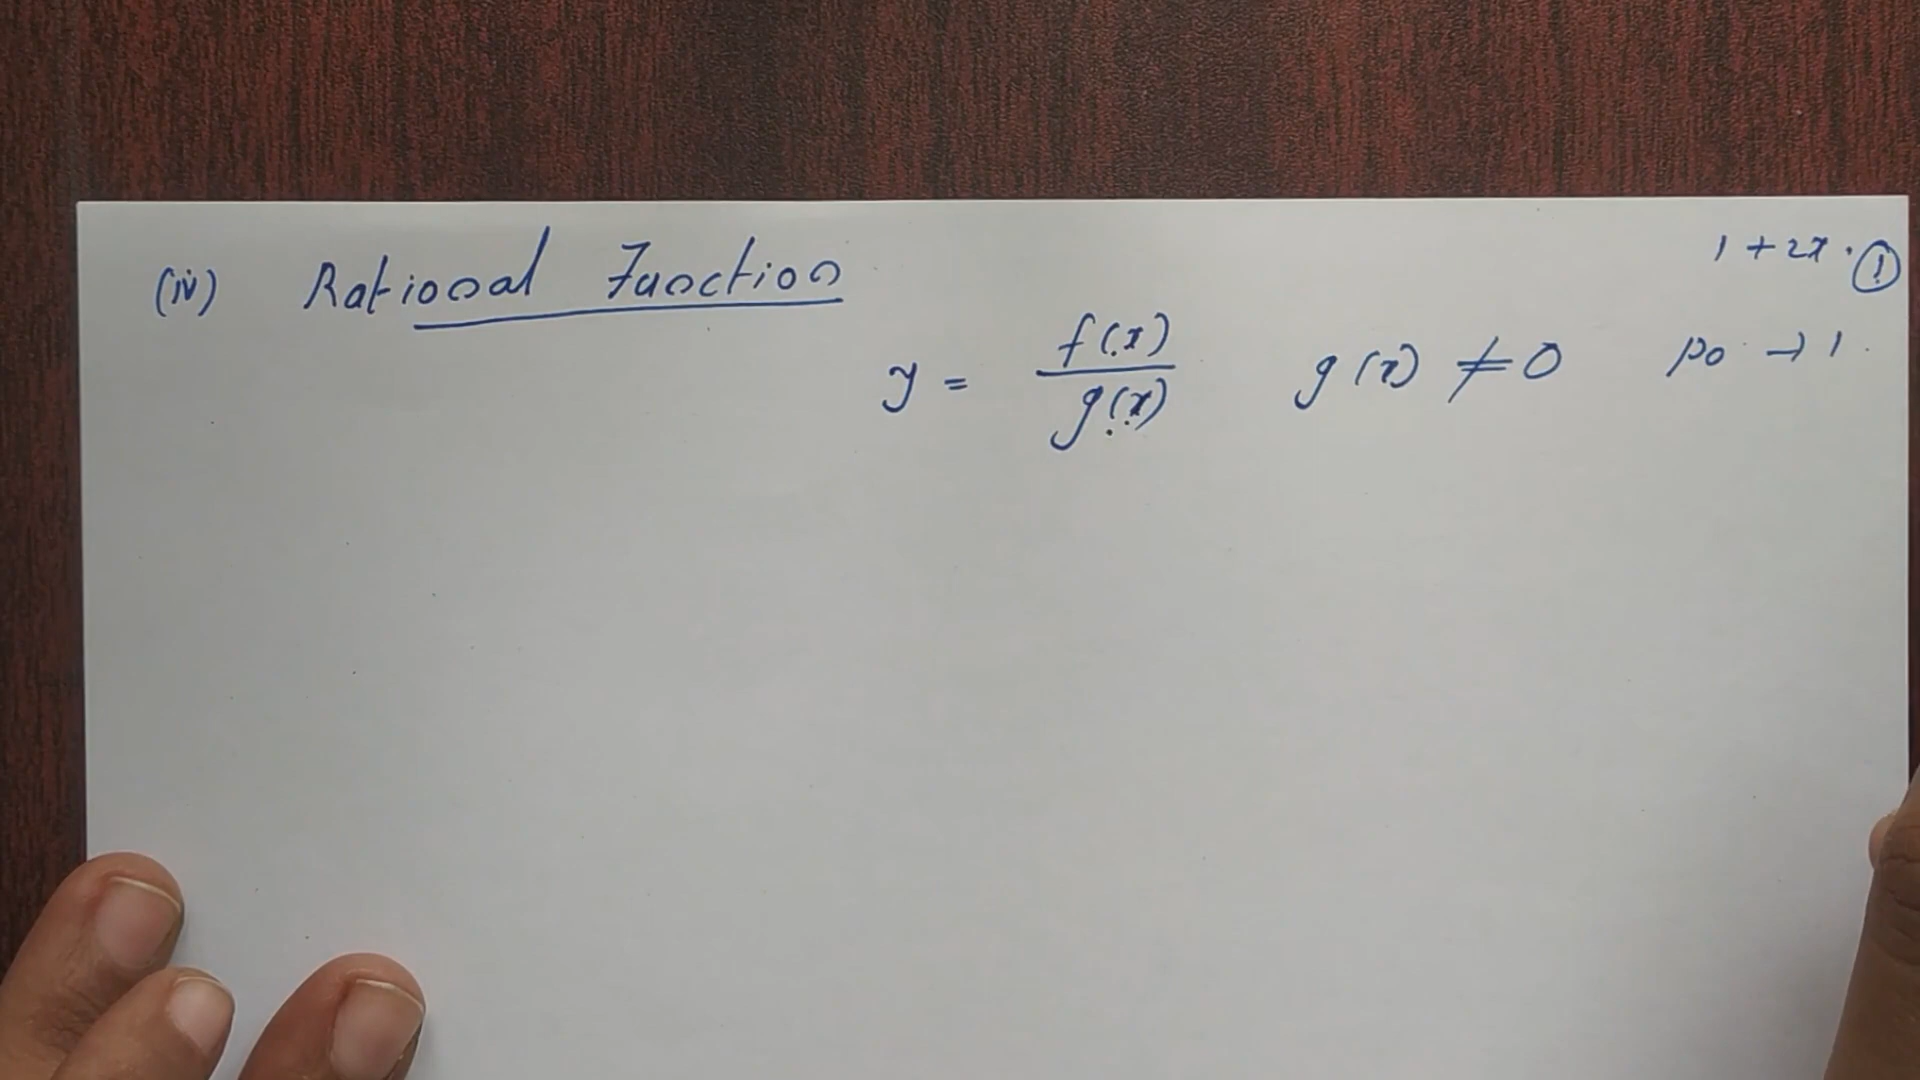 (iv) Rational Function
1 + 2x. ①
y = f(x) / g(x) g(x) ≠ 0 po → 1.